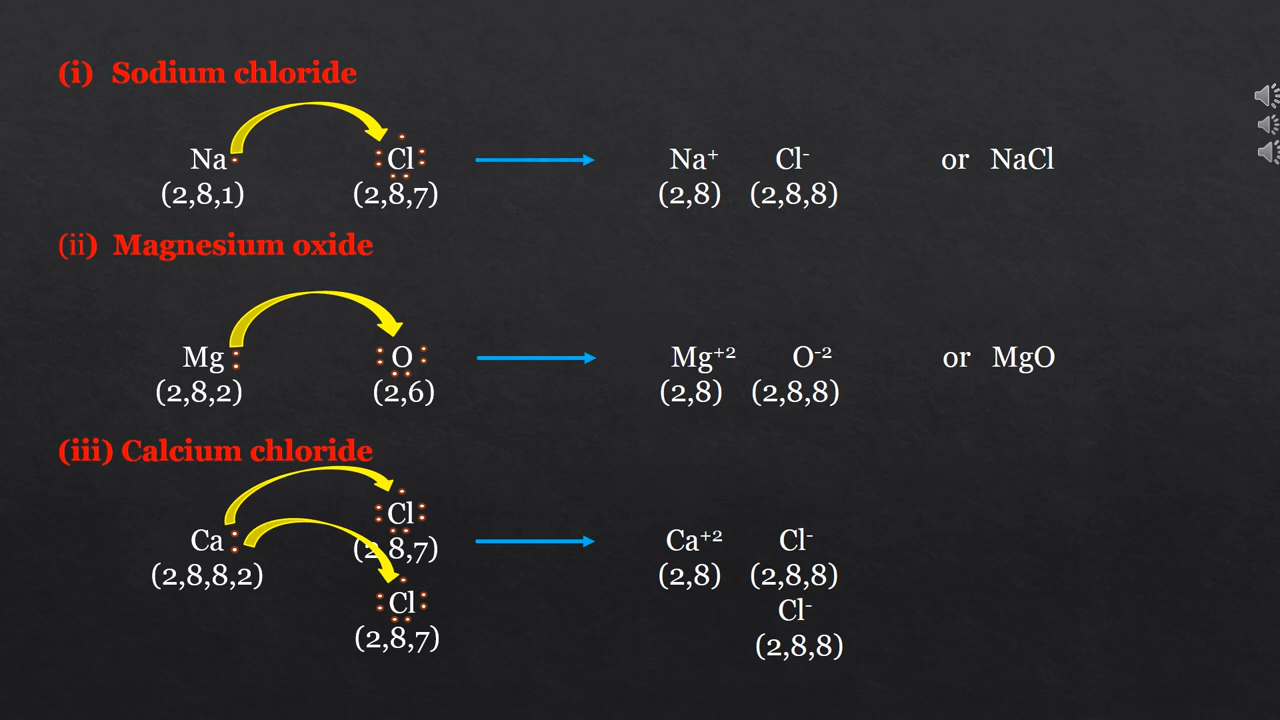 (i) Sodium chloride
Na Cl Na⁺ Cl⁻ or NaCl
(2,8,1) (2,8,7) (2,8) (2,8,8)
(ii) Magnesium oxide
Mg O Mg⁺² O⁻² or MgO
(2,8,2) (2,6) (2,8) (2,8,8)
(iii) Calcium chloride
Cl
Ca (2,8,7) Ca⁺² Cl⁻
(2,8,8,2) (2,8) (2,8,8)
Cl Cl⁻
(2,8,7) (2,8,8)